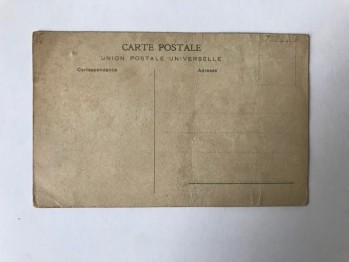 CARTE POSTALE
UNION POSTALE UNIVERSELLE
Correspondance
Adresse